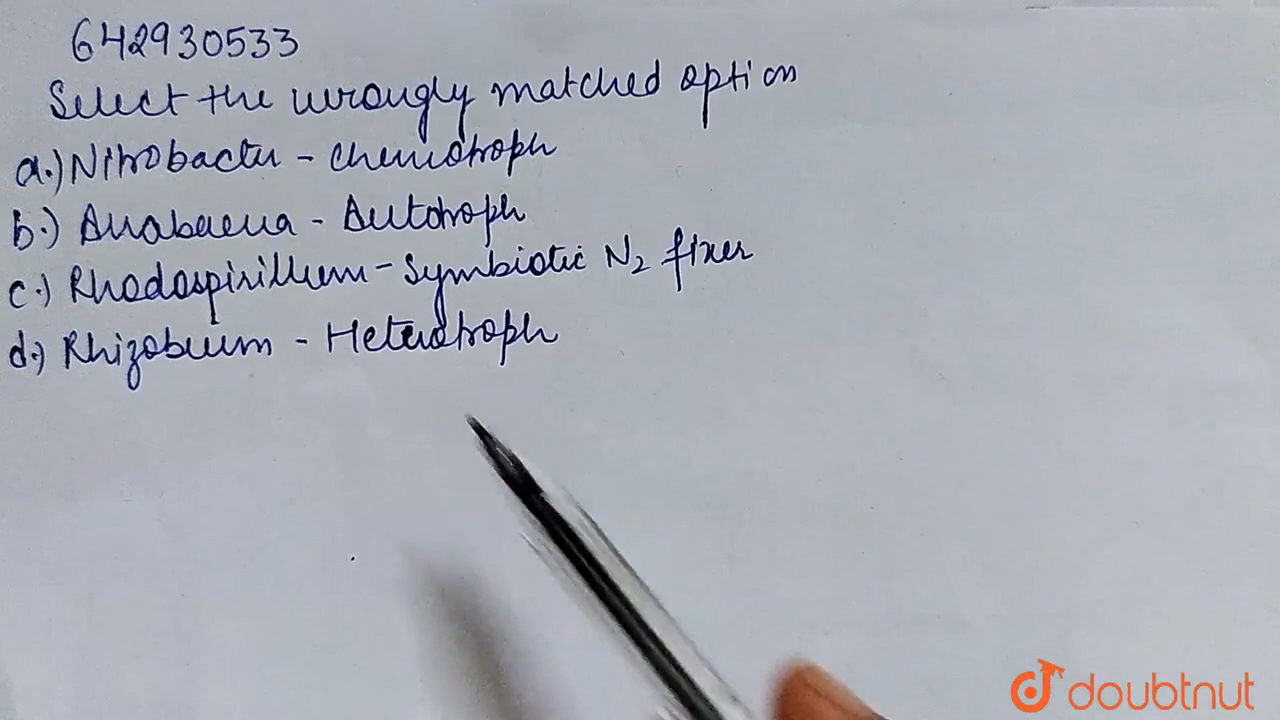 642930533
Select the wrongly matched option
a.) Nitrobacter - Chemotroph
b.) Anabaena - Autotroph
c.) Rhodospirillum - Symbiotic N2 fixer
d.) Rhizobium - Heterotroph
doubtnut